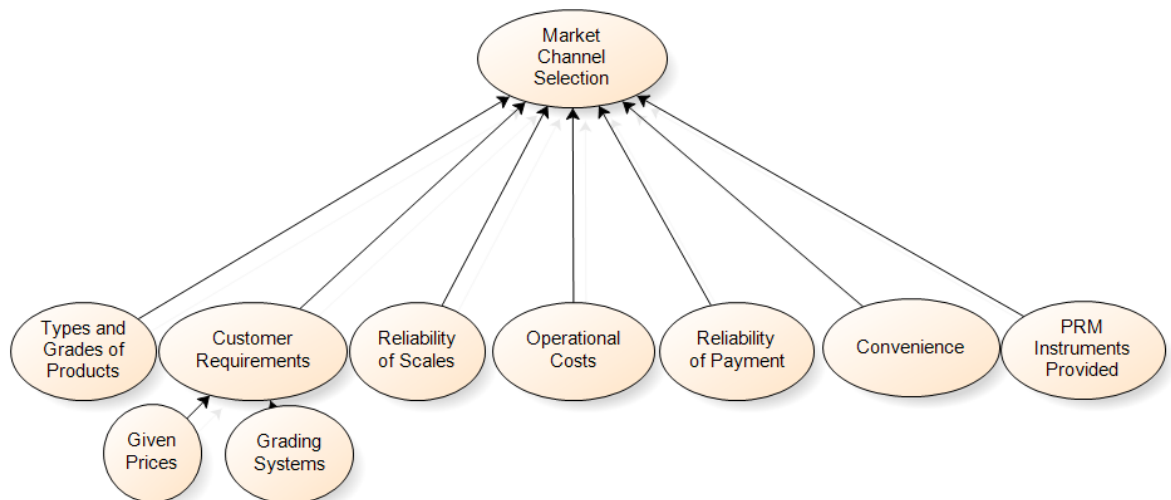 Market
Channel
Selection
Types and
Grades of
Products
Customer
Requirements
Reliability
of Scales
Operational
Costs
Reliability
of Payment
Convenience
PRM
Instruments
Provided
Given
Prices
Grading
Systems